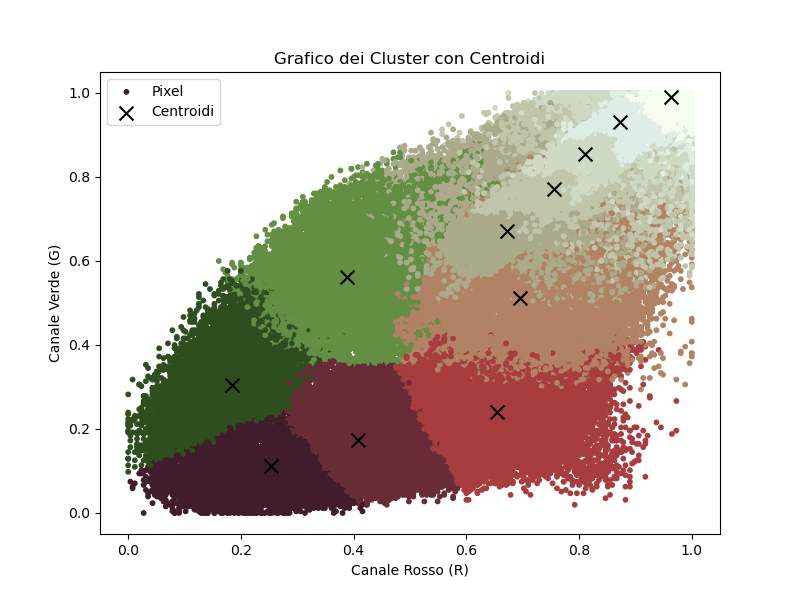 Grafico dei Cluster con Centroidi
Pixel
Centroidi
Canale Verde (G)
1.0
0.8
0.6
0.4
0.2
0.0
0.0 0.2 0.4 0.6 0.8 1.0
Canale Rosso (R)